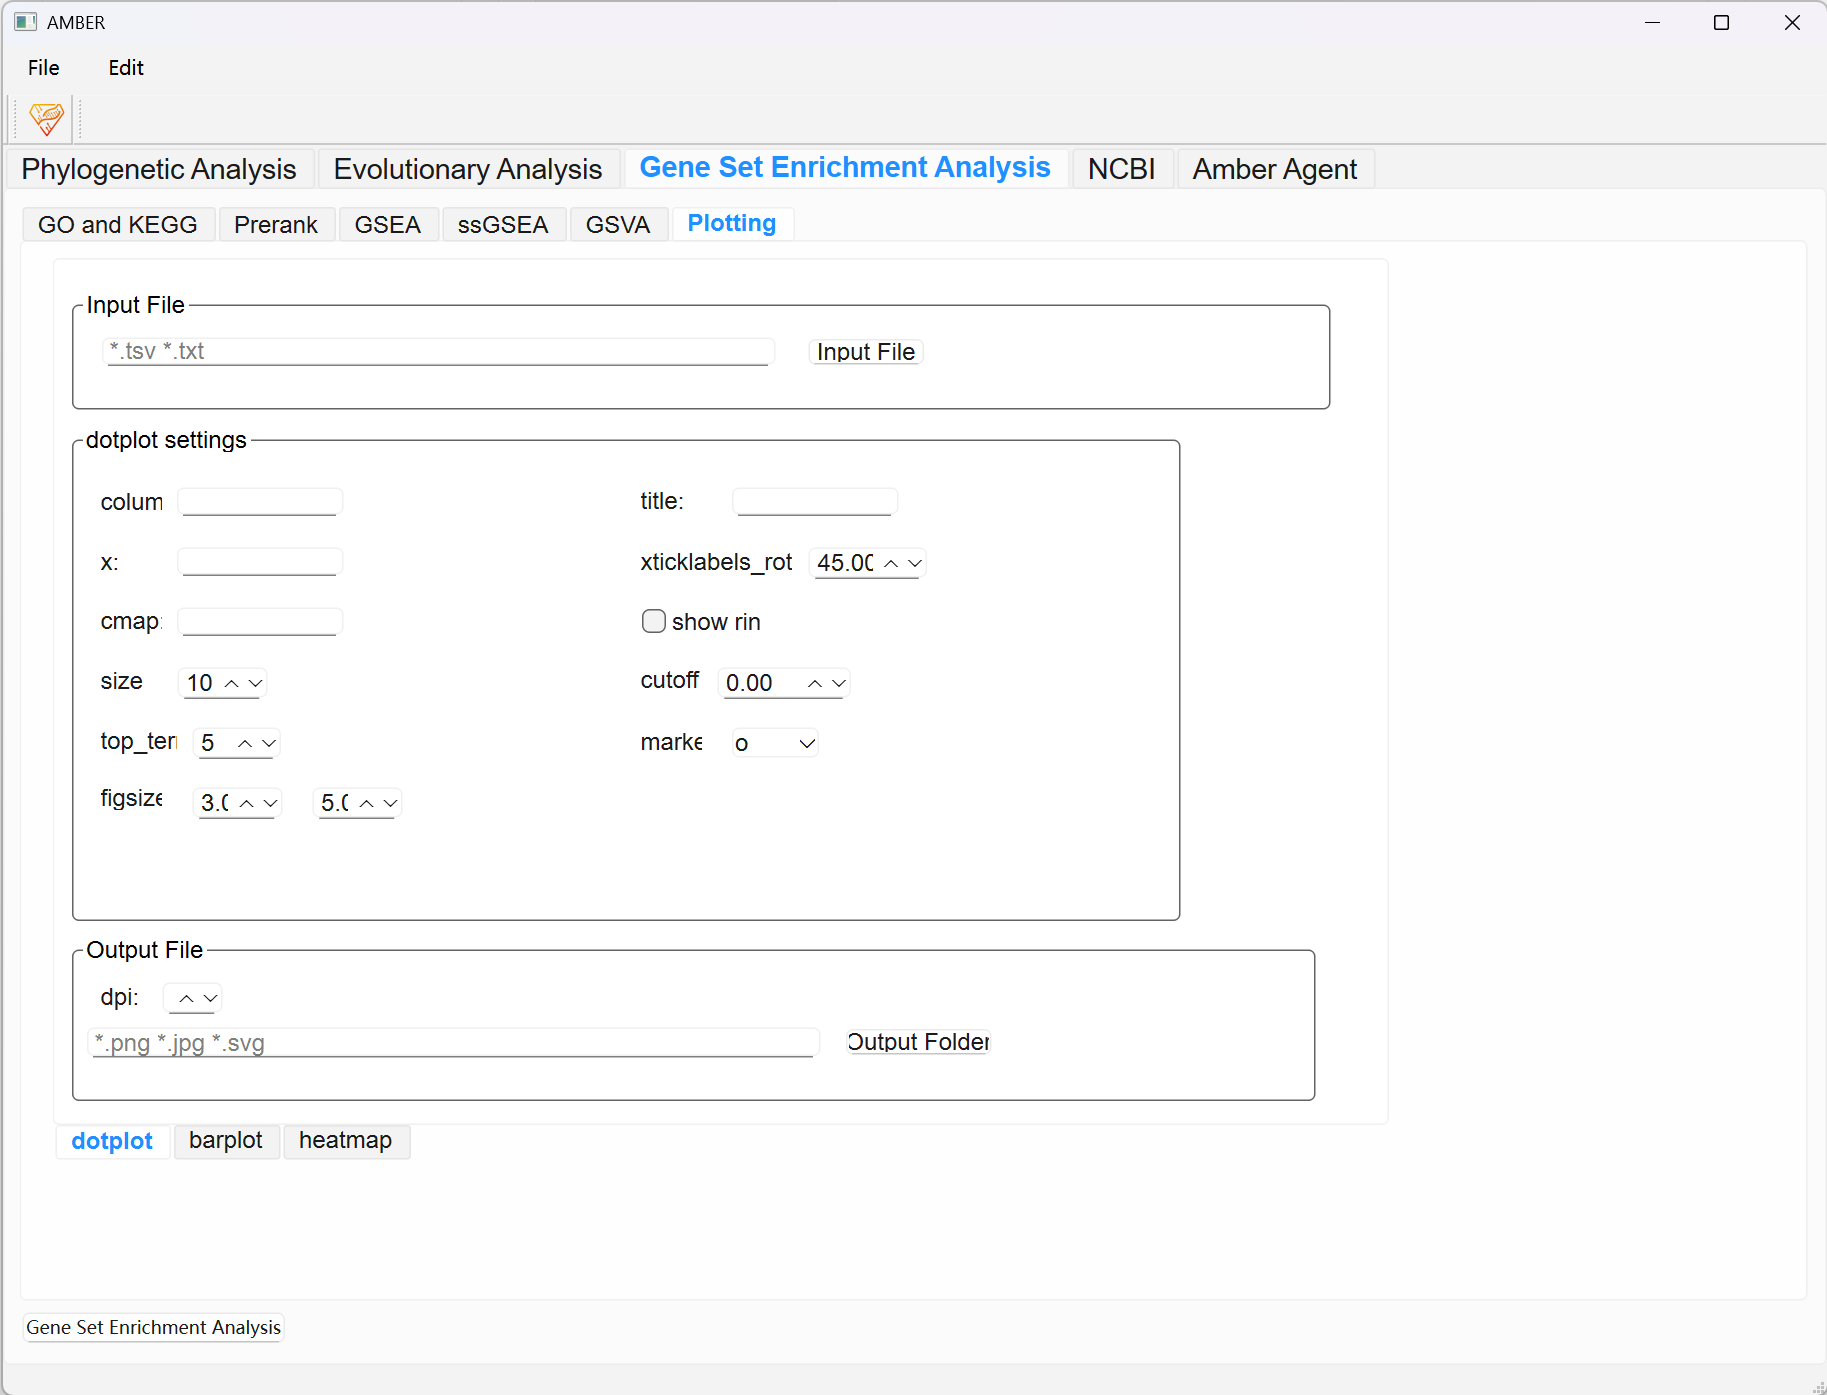 AMBER
File Edit
Phylogenetic Analysis Evolutionary Analysis Gene Set Enrichment Analysis NCBI Amber Agent
GO and KEGG Prerank GSEA ssGSEA GSVA Plotting
Input File
*.tsv *.txt Input File
dotplot settings
colum title:
x: xticklabels_rot 45.00
cmap: show rin
size 10 cutoff 0.00
top_ter 5 marke o
figsize 3.0 5.0
Output File
dpi:
*.png *.jpg *.svg Output Folder
dotplot barplot heatmap
Gene Set Enrichment Analysis